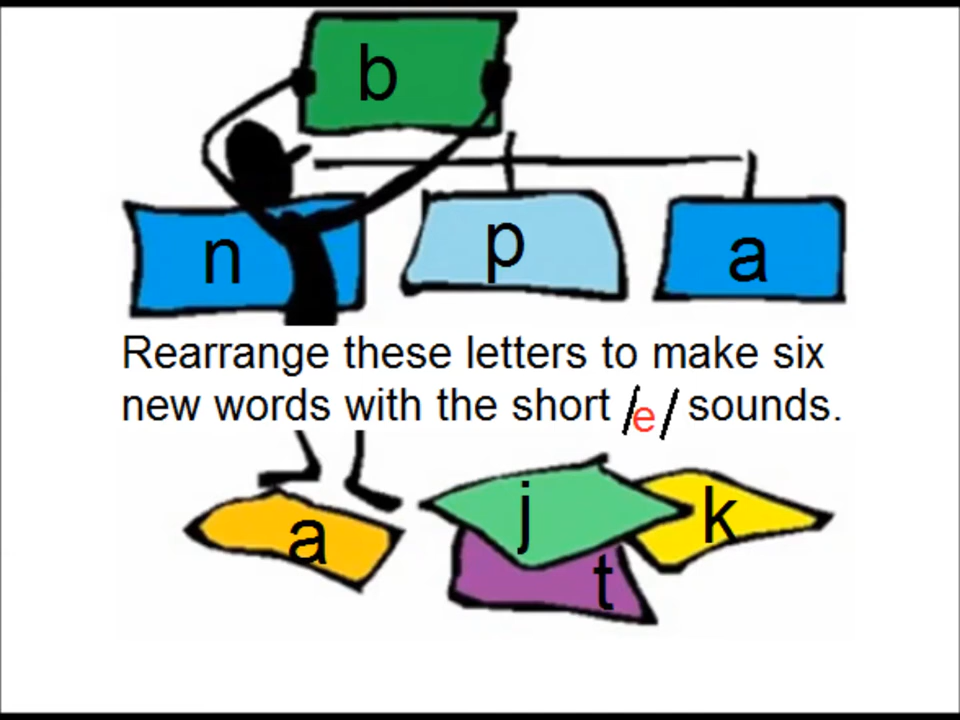 b
n p a
Rearrange these letters to make six
new words with the short /e/ sounds.
a j k
t